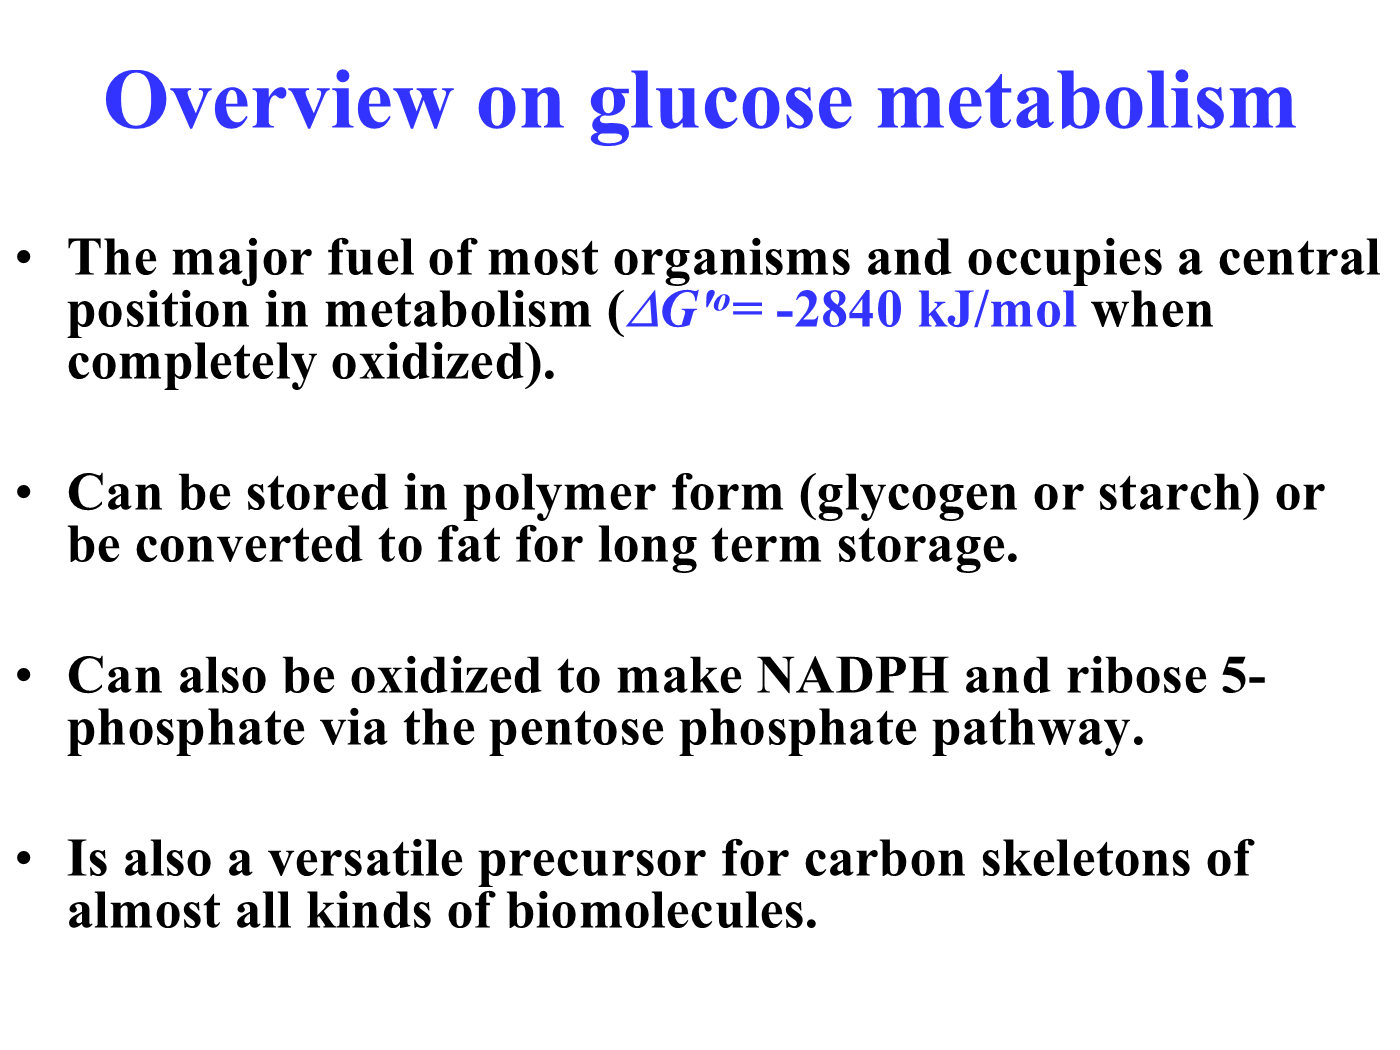 Overview on glucose metabolism
• The major fuel of most organisms and occupies a central
position in metabolism (ΔG'º= -2840 kJ/mol when
completely oxidized).
• Can be stored in polymer form (glycogen or starch) or
be converted to fat for long term storage.
• Can also be oxidized to make NADPH and ribose 5-
phosphate via the pentose phosphate pathway.
• Is also a versatile precursor for carbon skeletons of
almost all kinds of biomolecules.